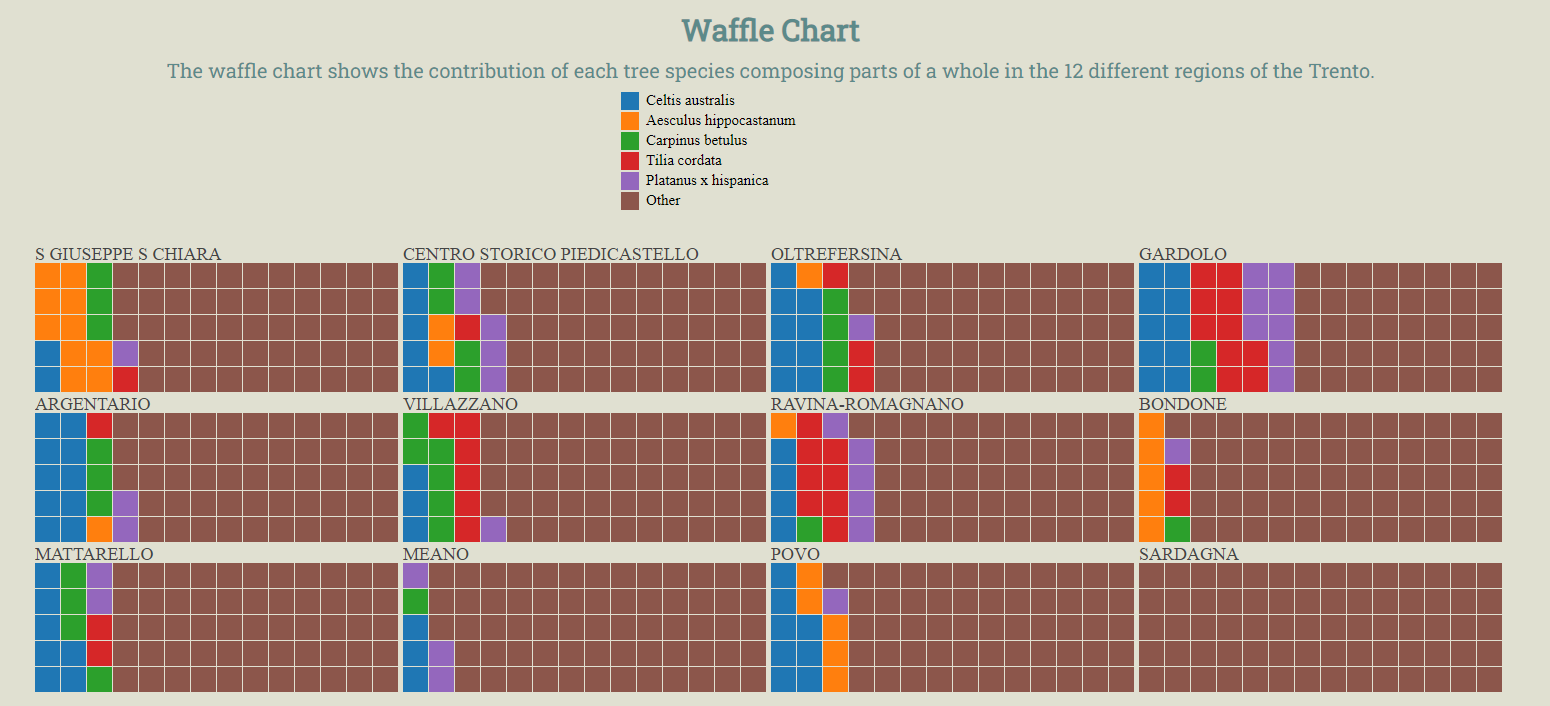 Waffle Chart
The waffle chart shows the contribution of each tree species composing parts of a whole in the 12 different regions of the Trento.
Celtis australis
Aesculus hippocastanum
Carpinus betulus
Tilia cordata
Platanus x hispanica
Other
S GIUSEPPE S CHIARA
CENTRO STORICO PIEDICASTELLO
OLTREFERSINA
GARDOLO
ARGENTARIO
VILLAZZANO
RAVINA-ROMAGNANO
BONDONE
MATTARELLO
MEANO
POVO
SARDAGNA